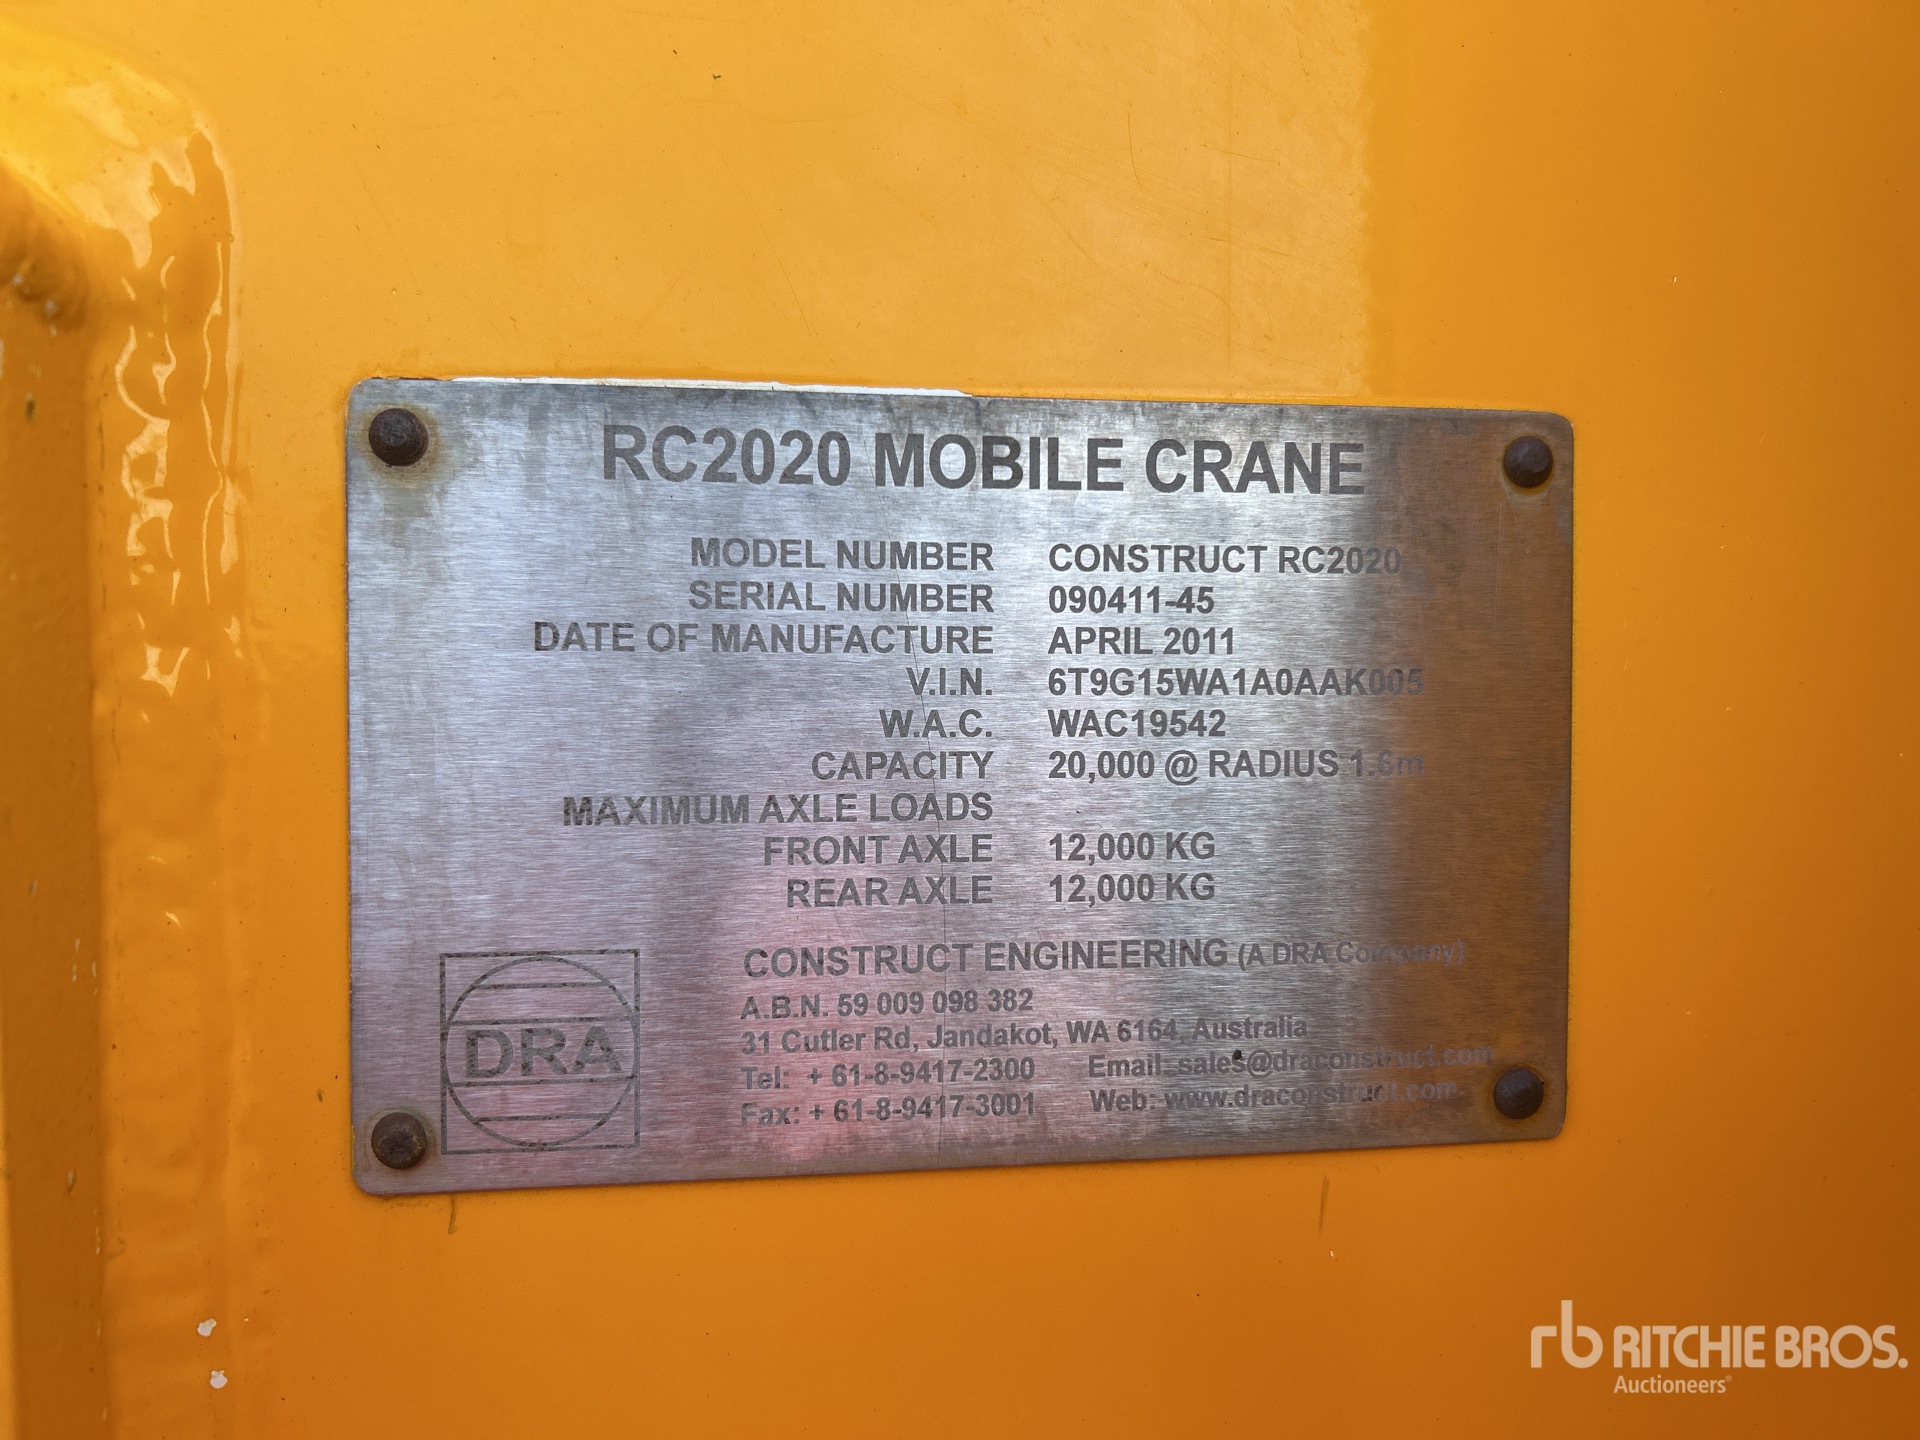 RC2020 MOBILE CRANE
MODEL NUMBER CONSTRUCT RC2020
SERIAL NUMBER 090411-45
DATE OF MANUFACTURE APRIL 2011
V.I.N. 6T9G15WA1A0AAK005
W.A.C. WAC19542
CAPACITY 20,000 @ RADIUS 1.6m
MAXIMUM AXLE LOADS
FRONT AXLE 12,000 KG
REAR AXLE 12,000 KG
CONSTRUCT ENGINEERING (A DRA Company)
A.B.N. 59 009 098 382
31 Cutler Rd, Jandakot, WA 6164, Australia
Tel: + 61-8-9417-2300 Email: sales@draconstruct.com
Fax: + 61-8-9417-3001 Web: www.draconstruct.com
DRA
rb RITCHIE BROS.
Auctioneers®